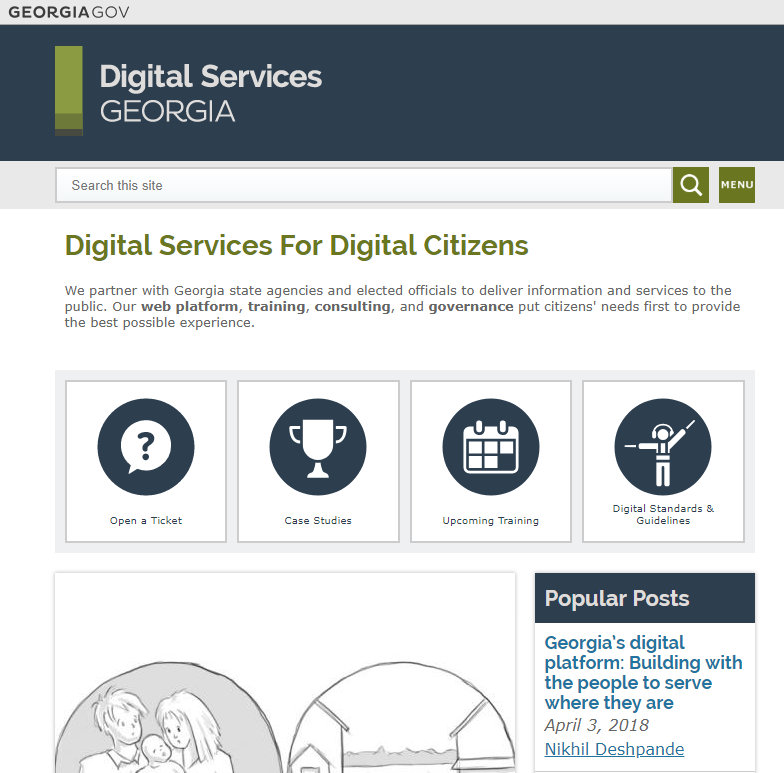 GEORGIAGOV
Digital Services
GEORGIA
Search this site
MENU
Digital Services For Digital Citizens
We partner with Georgia state agencies and elected officials to deliver information and services to the
public. Our web platform, training, consulting, and governance put citizens' needs first to provide
the best possible experience.
?
Open a Ticket
Case Studies
Upcoming Training
Digital Standards &
Guidelines
Popular Posts
Georgia's digital
platform: Building with
the people to serve
where they are
April 3, 2018
Nikhil Deshpande